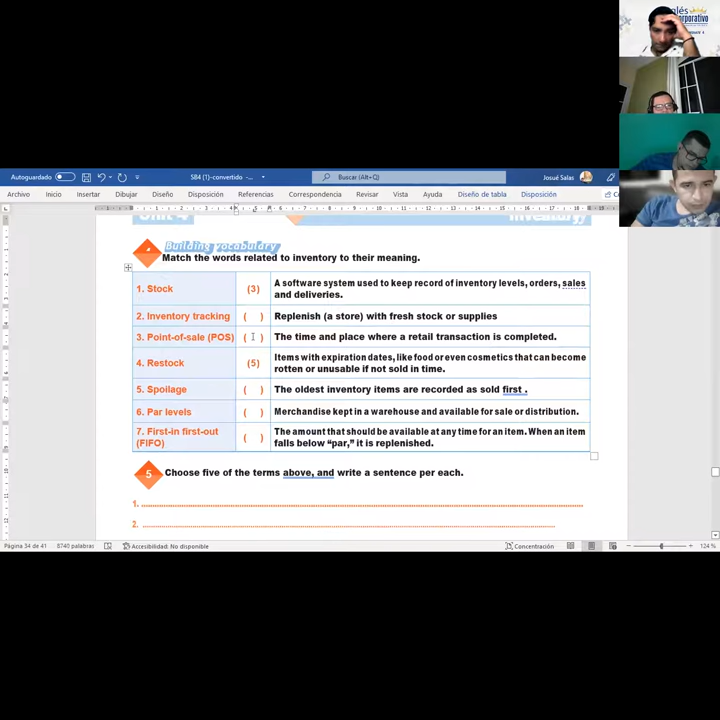 Autoguardado
SB4 (1)-convertido -...
Buscar (Alt+Q)
Josué Salas
Archivo Inicio Insertar Dibujar Disposición Referencias Correspondencia Revisar Vista Ayuda Diseño de tabla Disposición
Unit 4 Inventory
4 Building vocabulary
Match the words related to inventory to their meaning.
1. Stock (3) A software system used to keep record of inventory levels, orders, sales
and deliveries.
2. Inventory tracking ( ) Replenish (a store) with fresh stock or supplies
3. Point-of-sale (POS) ( ) The time and place where a retail transaction is completed.
4. Restock (5) Items with expiration dates, like food or even cosmetics that can become
rotten or unusable if not sold in time.
5. Spoilage ( ) The oldest inventory items are recorded as sold first .
6. Par levels ( ) Merchandise kept in a warehouse and available for sale or distribution.
7. First-in first-out
(FIFO) ( ) The amount that should be available at any time for an item. When an item
falls below “par,” it is replenished.
5 Choose five of the terms above, and write a sentence per each.
1.
2.
Página 34 de 41 5740 palabras Accesibilidad: No disponible Concentración 124 %